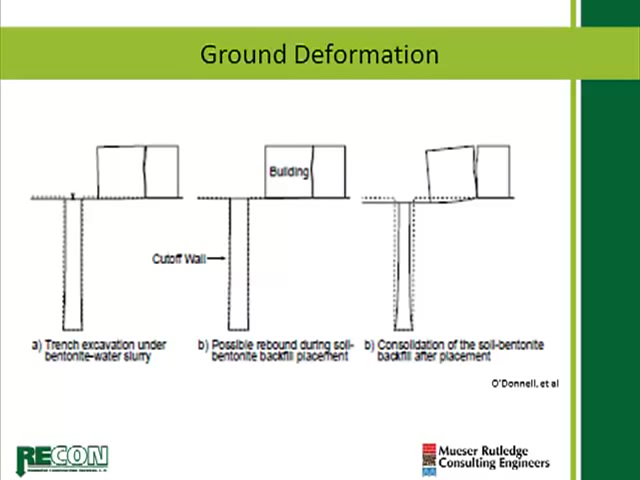 Ground Deformation
Building
Cutoff Wall
a) Trench excavation under
bentonite-water slurry
b) Possible rebound during soil-
bentonite backfill placement
b) Consolidation of the soil-bentonite
backfill after placement
O'Donnell, et al
RECON
Mueser Rutledge
Consulting Engineers